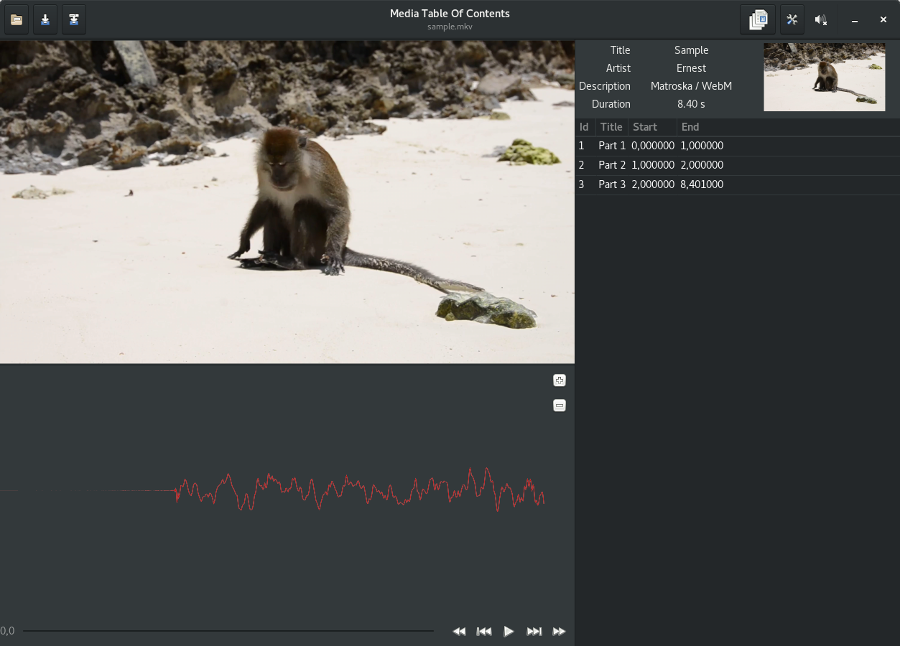 Media Table Of Contents
sample.mkv
Title Sample
Artist Ernest
Description Matroska / WebM
Duration 8.40 s
Id Title Start End
1 Part 1 0,000000 1,000000
2 Part 2 1,000000 2,000000
3 Part 3 2,000000 8,401000
0,0